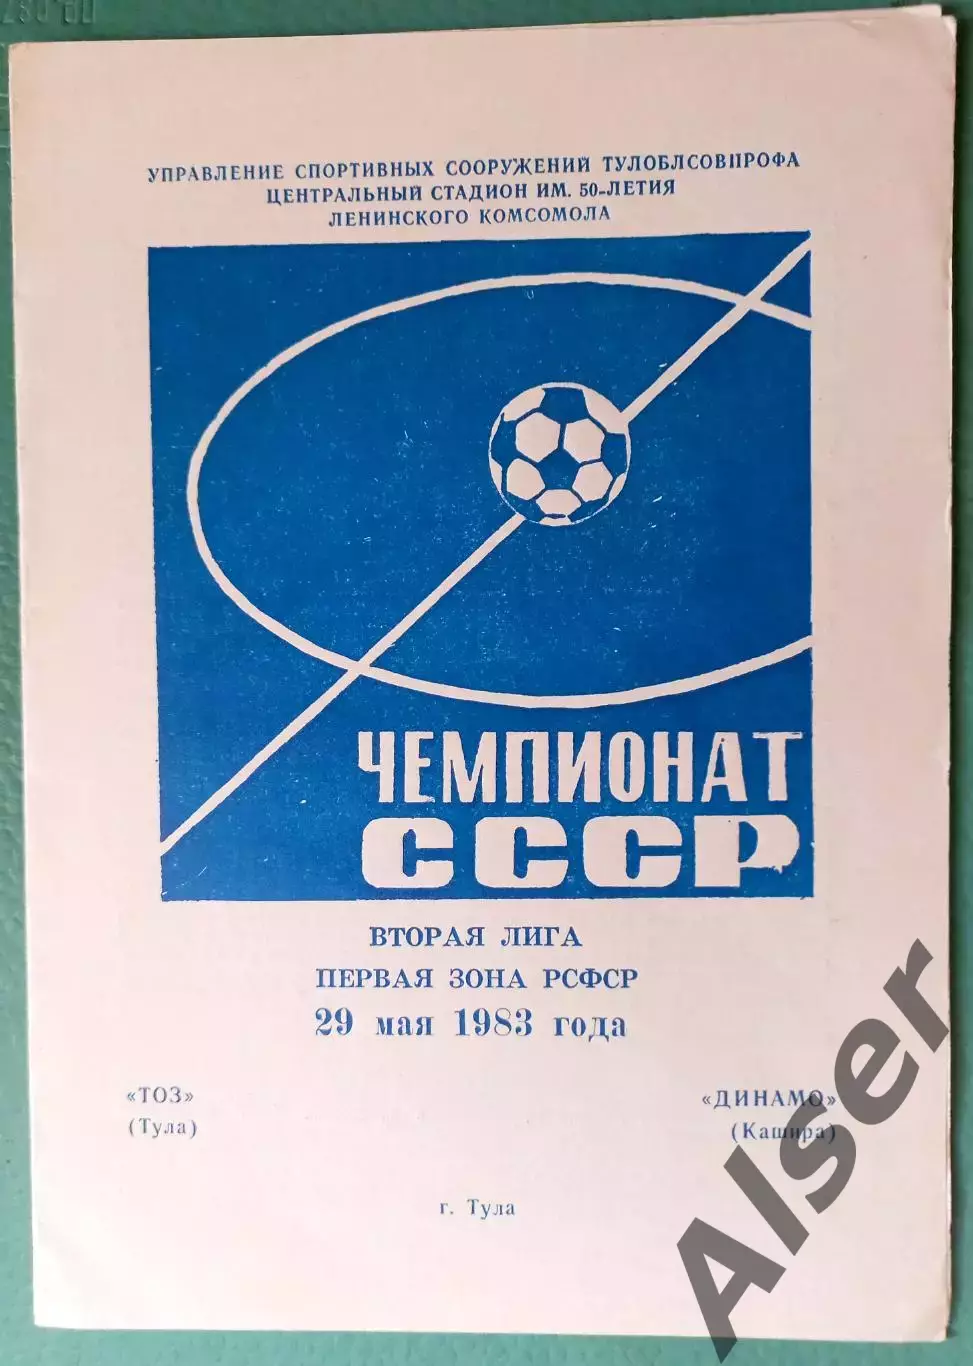 УПРАВЛЕНИЕ СПОРТИВНЫХ СООРУЖЕНИЙ ТУЛОБЛСОВПРОФА
ЦЕНТРАЛЬНЫЙ СТАДИОН ИМ. 50-ЛЕТИЯ
ЛЕНИНСКОГО КОМСОМОЛА
ЧЕМПИОНАТ
СССР
ВТОРАЯ ЛИГА
ПЕРВАЯ ЗОНА РСФСР
29 мая 1983 года
«ТОЗ»
(Тула)
«ДИНАМО»
(Кашира)
г. Тула
Alser